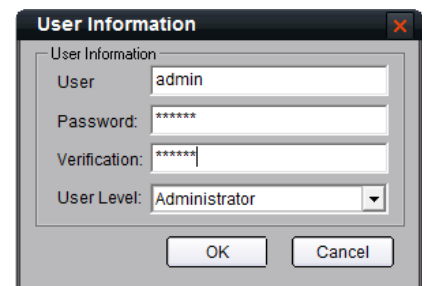 User Information
User Information
User admin
Password: ******
Verification: ******
User Level: Administrator
OK Cancel